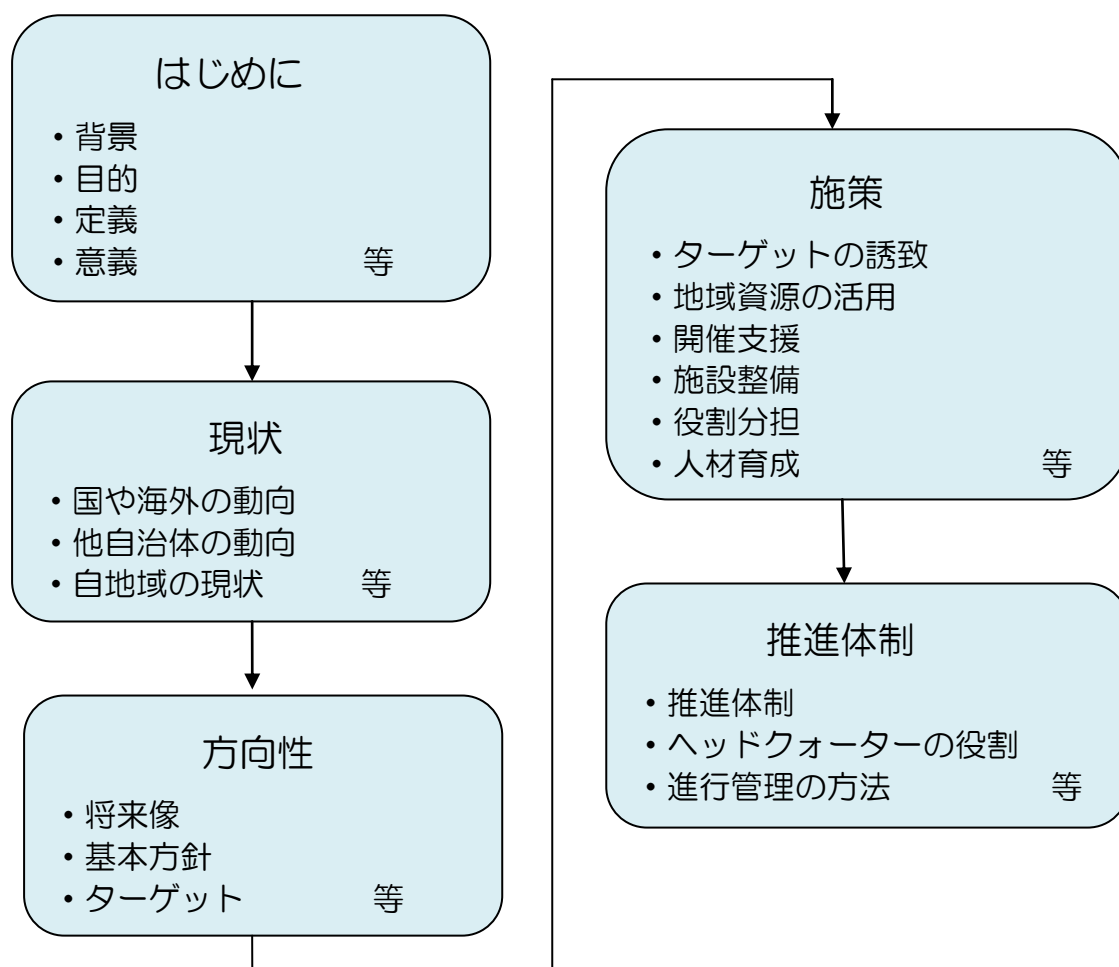 はじめに
・背景
・目的
・定義
・意義 等
現状
・国や海外の動向
・他自治体の動向
・自地域の現状 等
方向性
・将来像
・基本方針
・ターゲット 等
施策
・ターゲットの誘致
・地域資源の活用
・開催支援
・施設整備
・役割分担
・人材育成 等
推進体制
・推進体制
・ヘッドクォーターの役割
・進行管理の方法 等